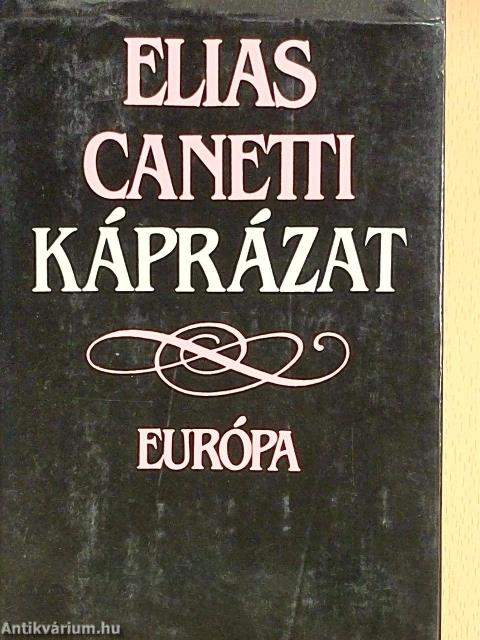 ELIAS
CANETTI
KÁPRÁZAT
EURÓPA
Antikvárium.hu